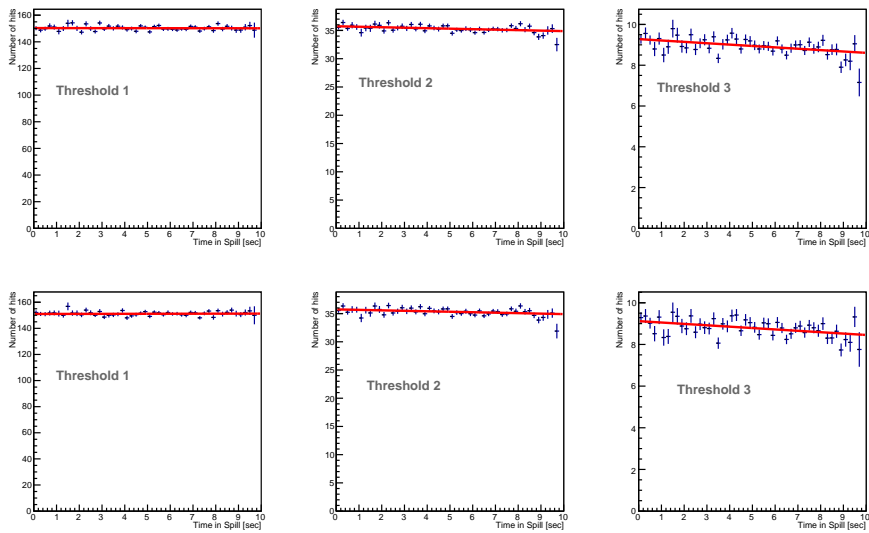 Number of hits
160
140
120
100
80
60
40
20
0
Threshold 1
0 1 2 3 4 5 6 7 8 9 10
Time in Spill [sec]
Number of hits
35
30
25
20
15
10
5
0
Threshold 2
0 1 2 3 4 5 6 7 8 9 10
Time in Spill [sec]
Number of hits
10
8
6
4
2
0
Threshold 3
0 1 2 3 4 5 6 7 8 9 10
Time in Spill [sec]
Number of hits
160
140
120
100
80
60
40
20
0
Threshold 1
0 1 2 3 4 5 6 7 8 9 10
Time in Spill [sec]
Number of hits
35
30
25
20
15
10
5
0
Threshold 2
0 1 2 3 4 5 6 7 8 9 10
Time in Spill [sec]
Number of hits
10
8
6
4
2
0
Threshold 3
0 1 2 3 4 5 6 7 8 9 10
Time in Spill [sec]